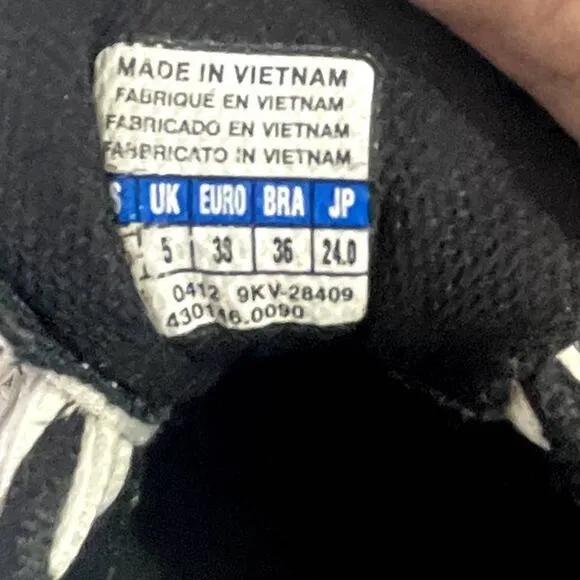 MADE IN VIETNAM
FABRIQUÉ EN VIETNAM
FABRICADO EN VIETNAM
FABBRICATO IN VIETNAM
UK EURO BRA JP
5 38 36 24.0
0412 9KV-28409
430116.0090